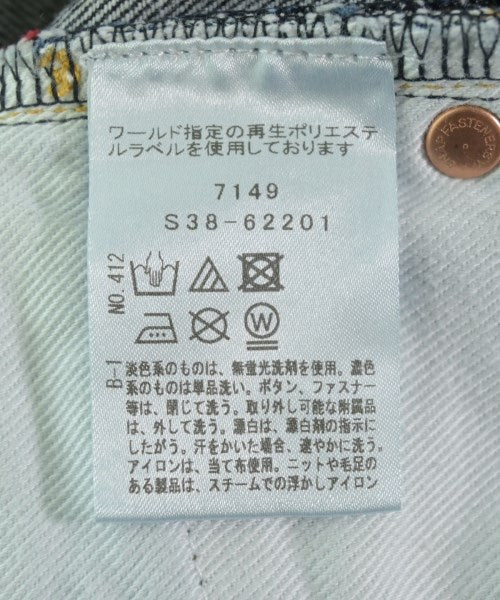 ワールド指定の再生ポリエステ
ルラベルを使用しております
7149
S38-62201
NO.412
W
B-1
淡色系のものは、無蛍光洗剤を使用。濃色
系のものは単品洗い。ボタン、ファスナー
等は、閉じて洗う。取り外し可能な附属品
は、外して洗う。漂白は、漂白剤の指示に
したがう。汗をかいた場合、速やかに洗う。
アイロンは、当て布使用。ニットや毛足の
ある製品は、スチームでの浮かしアイロン